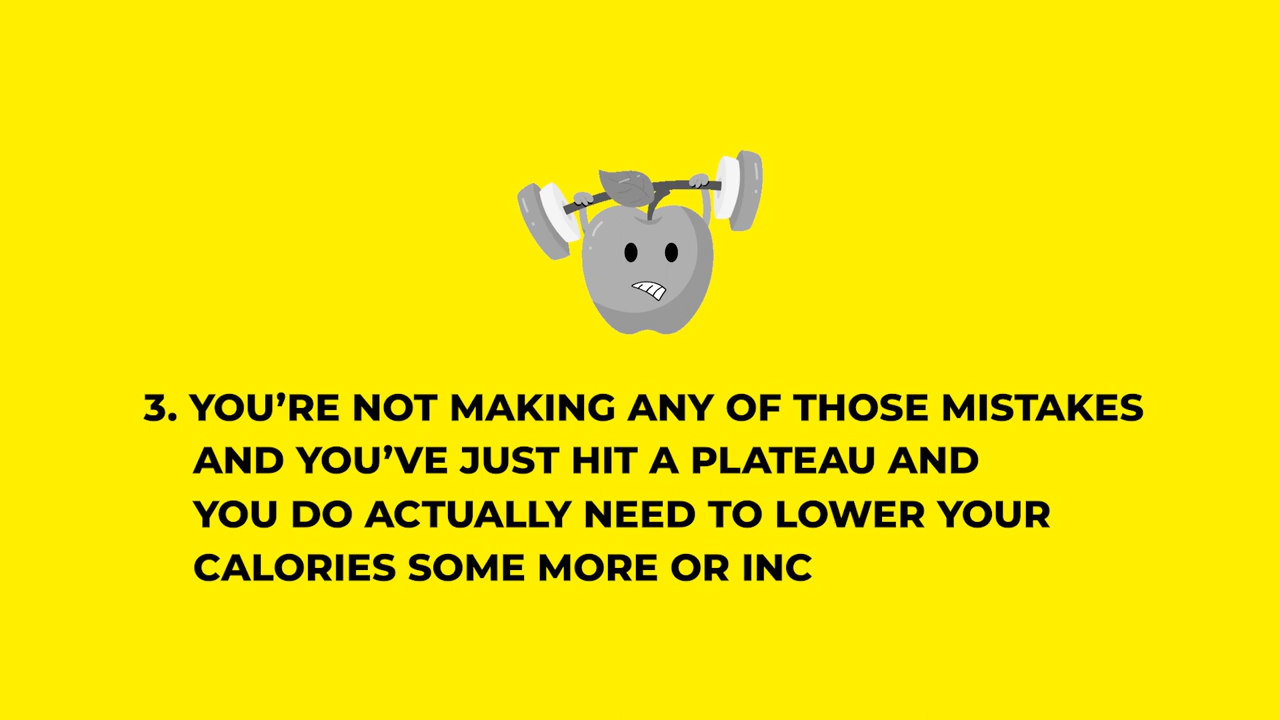 3. YOU’RE NOT MAKING ANY OF THOSE MISTAKES
AND YOU’VE JUST HIT A PLATEAU AND
YOU DO ACTUALLY NEED TO LOWER YOUR
CALORIES SOME MORE OR INC